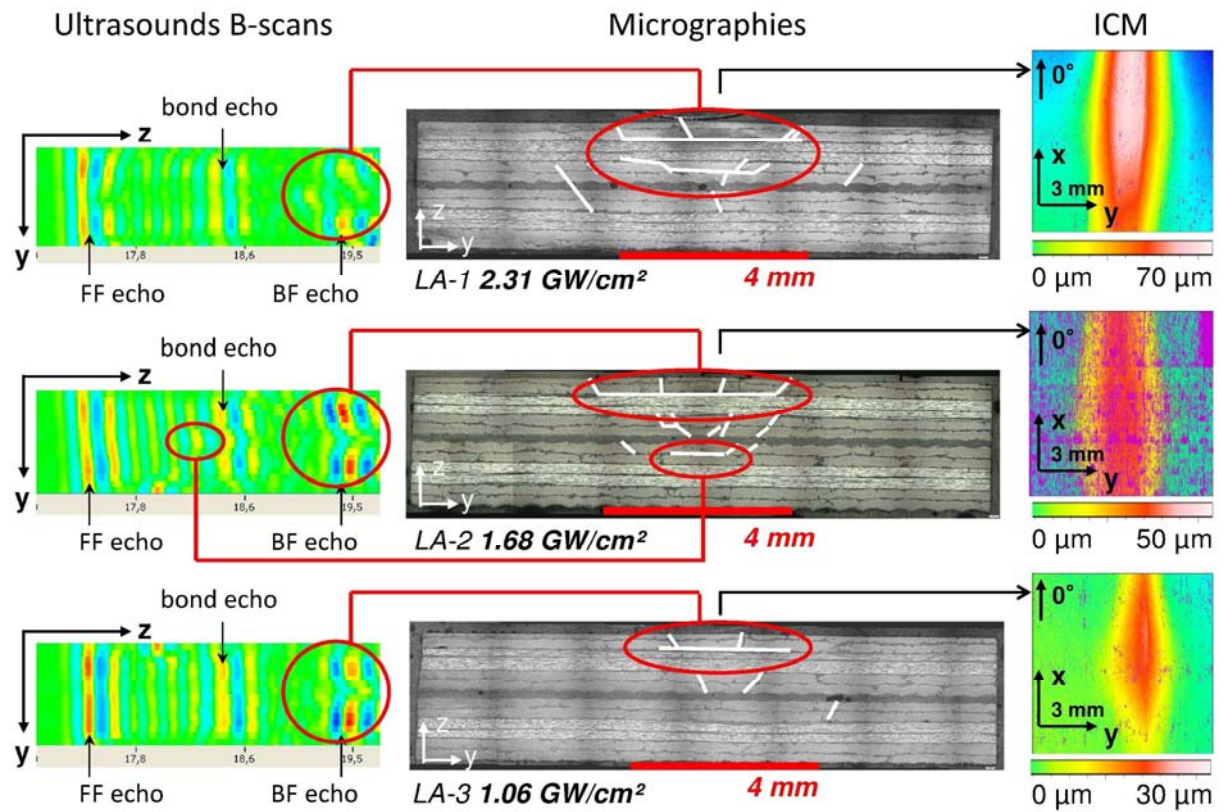 Ultrasounds B-scans
Micrographies
ICM
bond echo
z
y
17,8
18,6
19,5
FF echo
BF echo
z
y
LA-1 2.31 GW/cm²
4 mm
0°
x
3 mm
y
0 µm
70 µm
bond echo
z
y
17,8
18,6
19,5
FF echo
BF echo
z
y
LA-2 1.68 GW/cm²
4 mm
0°
x
3 mm
y
0 µm
50 µm
bond echo
z
y
17,8
18,6
19,5
FF echo
BF echo
z
y
LA-3 1.06 GW/cm²
4 mm
0°
x
3 mm
y
0 µm
30 µm